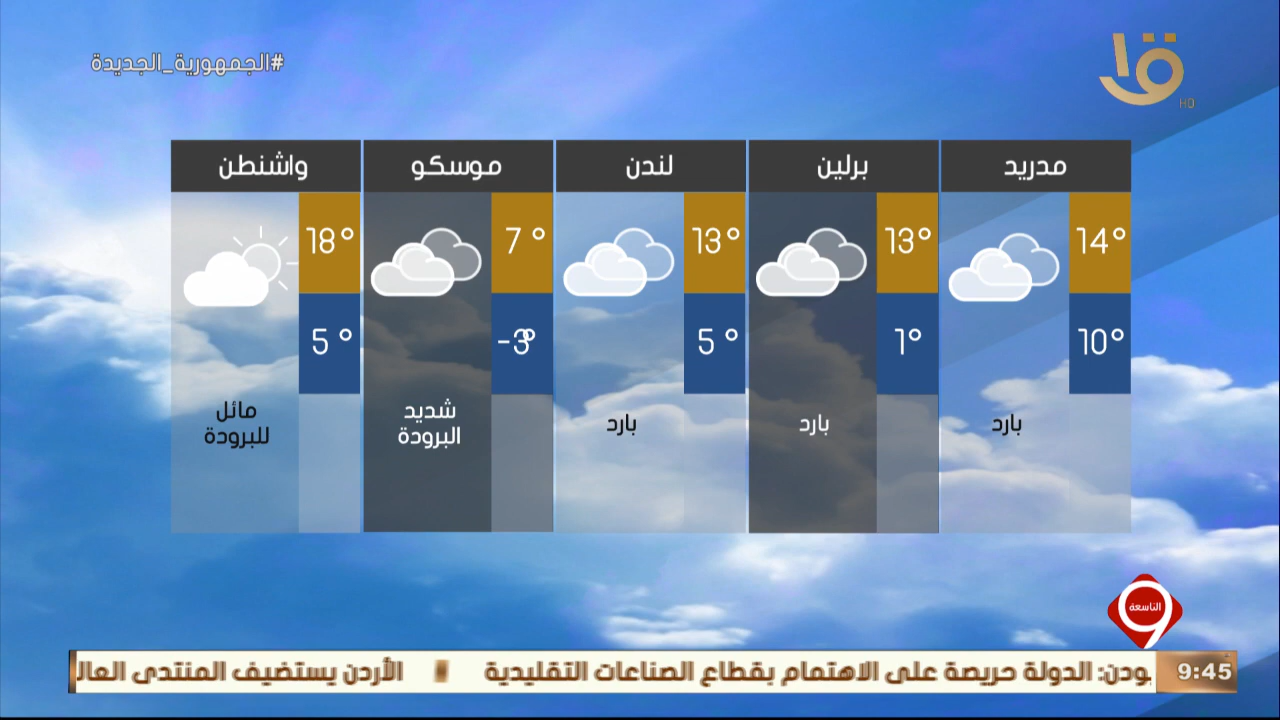 #الجمهورية_الجديدة
HD
مدريد
14°
10°
بارد
برلين
13°
1°
بارد
لندن
13°
5°
بارد
موسكو
7°
-3°
شديد
البرودة
واشنطن
18°
5°
مائل
للبرودة
التاسعة
9
9:45
الدولة حريصة على الاهتمام بقطاع الصناعات التقليدية
الأردن يستضيف المنتدى